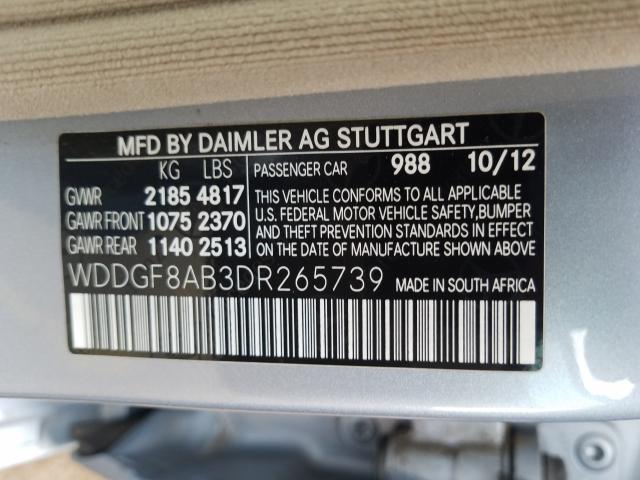 MFD BY DAIMLER AG STUTTGART
KG LBS
GVWR 2185 4817
GAWR FRONT 1075 2370
GAWR REAR 1140 2513
PASSENGER CAR 988 10/12
THIS VEHICLE CONFORMS TO ALL APPLICABLE
U.S. FEDERAL MOTOR VEHICLE SAFETY, BUMPER
AND THEFT PREVENTION STANDARDS IN EFFECT
ON THE DATE OF MANUFACTURE SHOWN ABOVE.
WDDGF8AB3DR265739 MADE IN SOUTH AFRICA